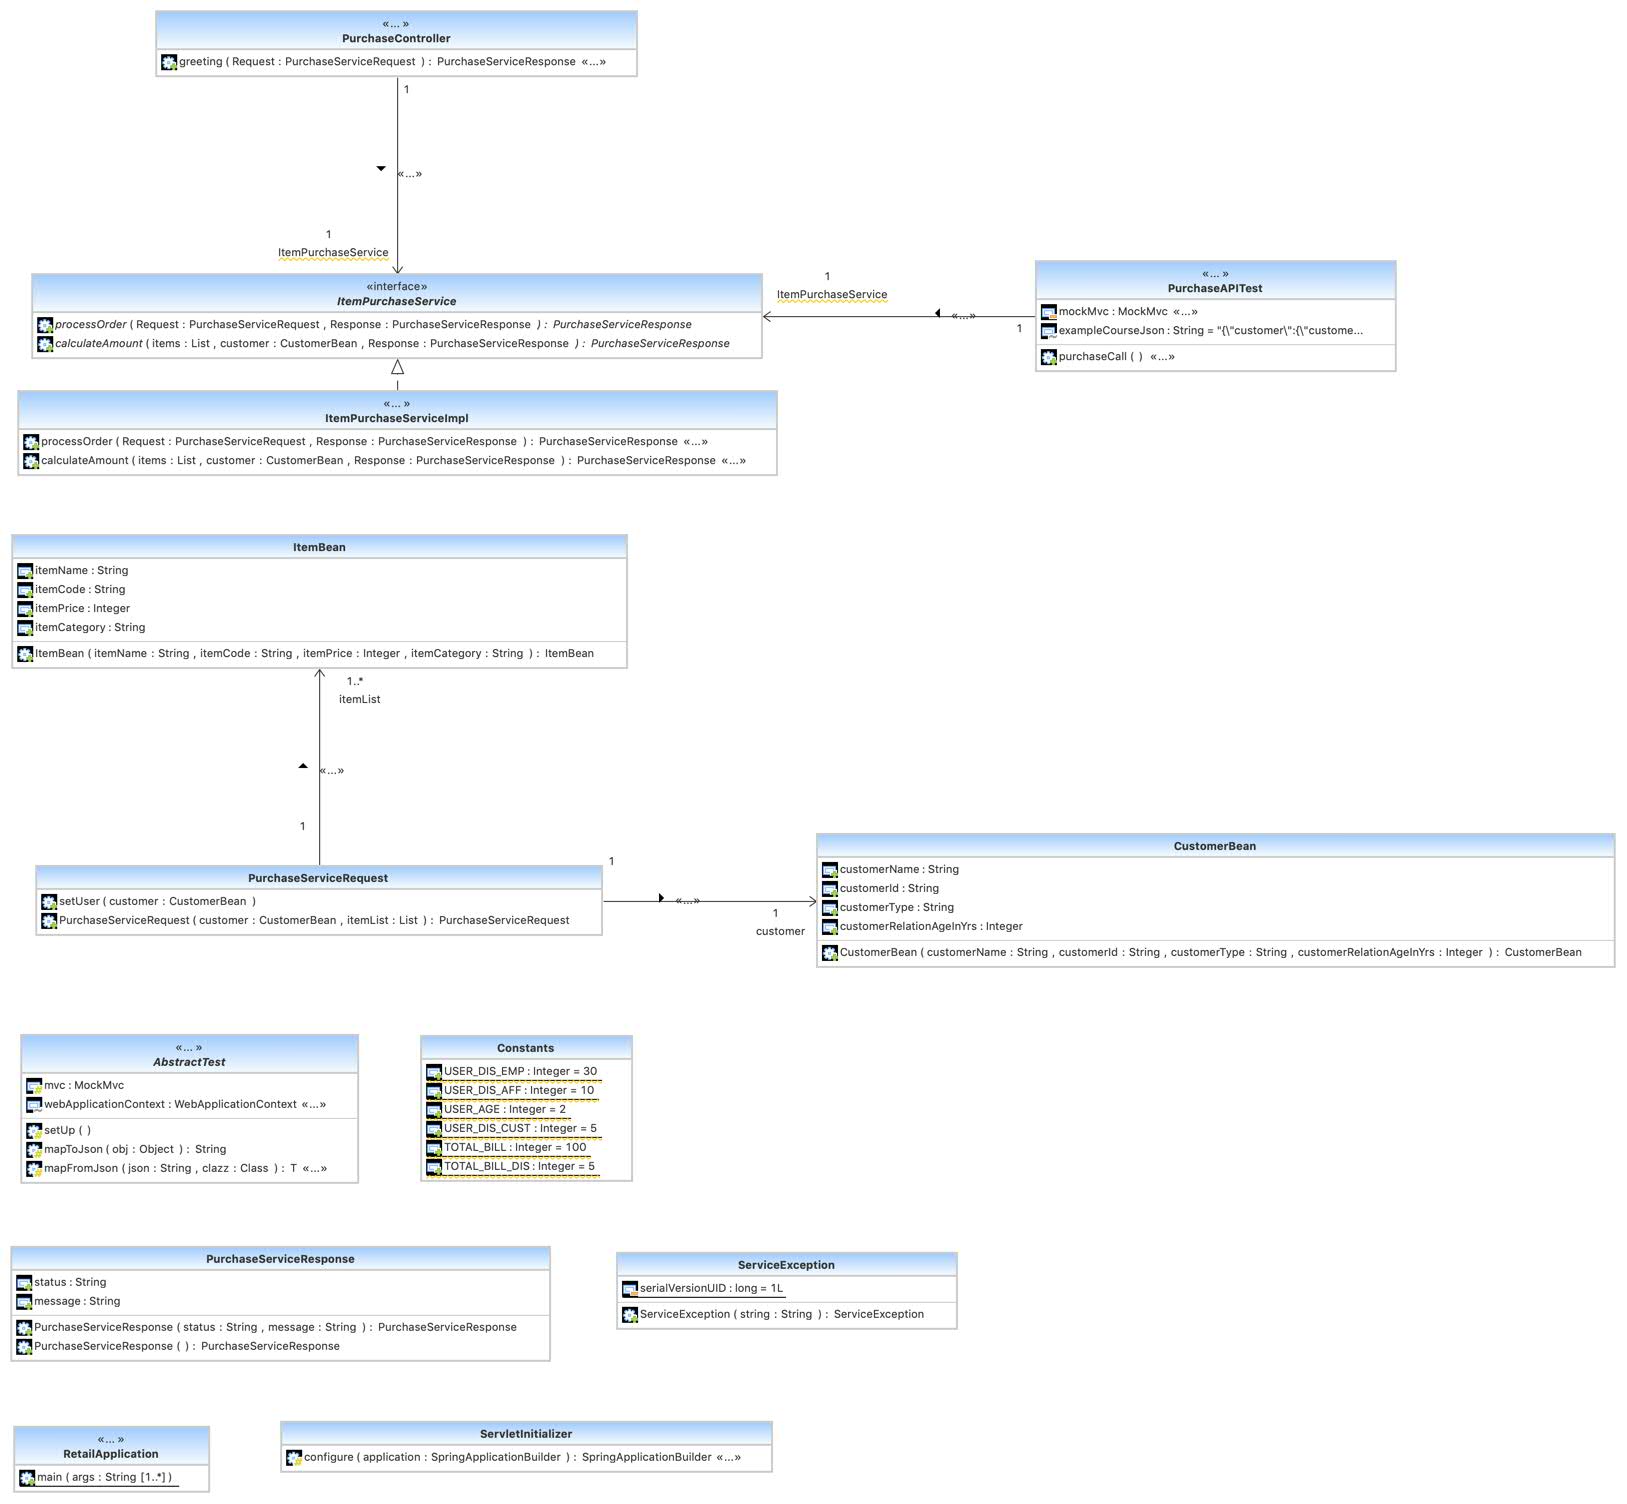 «... »
PurchaseController
greeting ( Request : PurchaseServiceRequest ) : PurchaseServiceResponse «...»
1
«...»
1
ItemPurchaseService
«interface»
ItemPurchaseService
processOrder ( Request : PurchaseServiceRequest , Response : PurchaseServiceResponse ) : PurchaseServiceResponse
calculateAmount ( items : List , customer : CustomerBean , Response : PurchaseServiceResponse ) : PurchaseServiceResponse
1
ItemPurchaseService
«...»
1
«... »
PurchaseAPITest
mockMvc : MockMvc «...»
exampleCourseJson : String = "{\"customer\":{\"custome...
purchaseCall ( ) «...»
«... »
ItemPurchaseServiceImpl
processOrder ( Request : PurchaseServiceRequest , Response : PurchaseServiceResponse ) : PurchaseServiceResponse «...»
calculateAmount ( items : List , customer : CustomerBean , Response : PurchaseServiceResponse ) : PurchaseServiceResponse «...»
ItemBean
itemName : String
itemCode : String
itemPrice : Integer
itemCategory : String
ItemBean ( itemName : String , itemCode : String , itemPrice : Integer , itemCategory : String ) : ItemBean
1..*
itemList
«...»
1
PurchaseServiceRequest
setUser ( customer : CustomerBean )
PurchaseServiceRequest ( customer : CustomerBean , itemList : List ) : PurchaseServiceRequest
1
«...»
1
customer
CustomerBean
customerName : String
customerId : String
customerType : String
customerRelationAgeInYrs : Integer
CustomerBean ( customerName : String , customerId : String , customerType : String , customerRelationAgeInYrs : Integer ) : CustomerBean
«... »
AbstractTest
mvc : MockMvc
webApplicationContext : WebApplicationContext «...»
setUp ( )
mapToJson ( obj : Object ) : String
mapFromJson ( json : String , clazz : Class ) : T «...»
Constants
USER_DIS_EMP : Integer = 30
USER_DIS_AFF : Integer = 10
USER_AGE : Integer = 2
USER_DIS_CUST : Integer = 5
TOTAL_BILL : Integer = 100
TOTAL_BILL_DIS : Integer = 5
PurchaseServiceResponse
status : String
message : String
PurchaseServiceResponse ( status : String , message : String ) : PurchaseServiceResponse
PurchaseServiceResponse ( ) : PurchaseServiceResponse
ServiceException
serialVersionUID : long = 1L
ServiceException ( string : String ) : ServiceException
«... »
RetailApplication
main ( args : String [1..*] )
ServletInitializer
configure ( application : SpringApplicationBuilder ) : SpringApplicationBuilder «...»